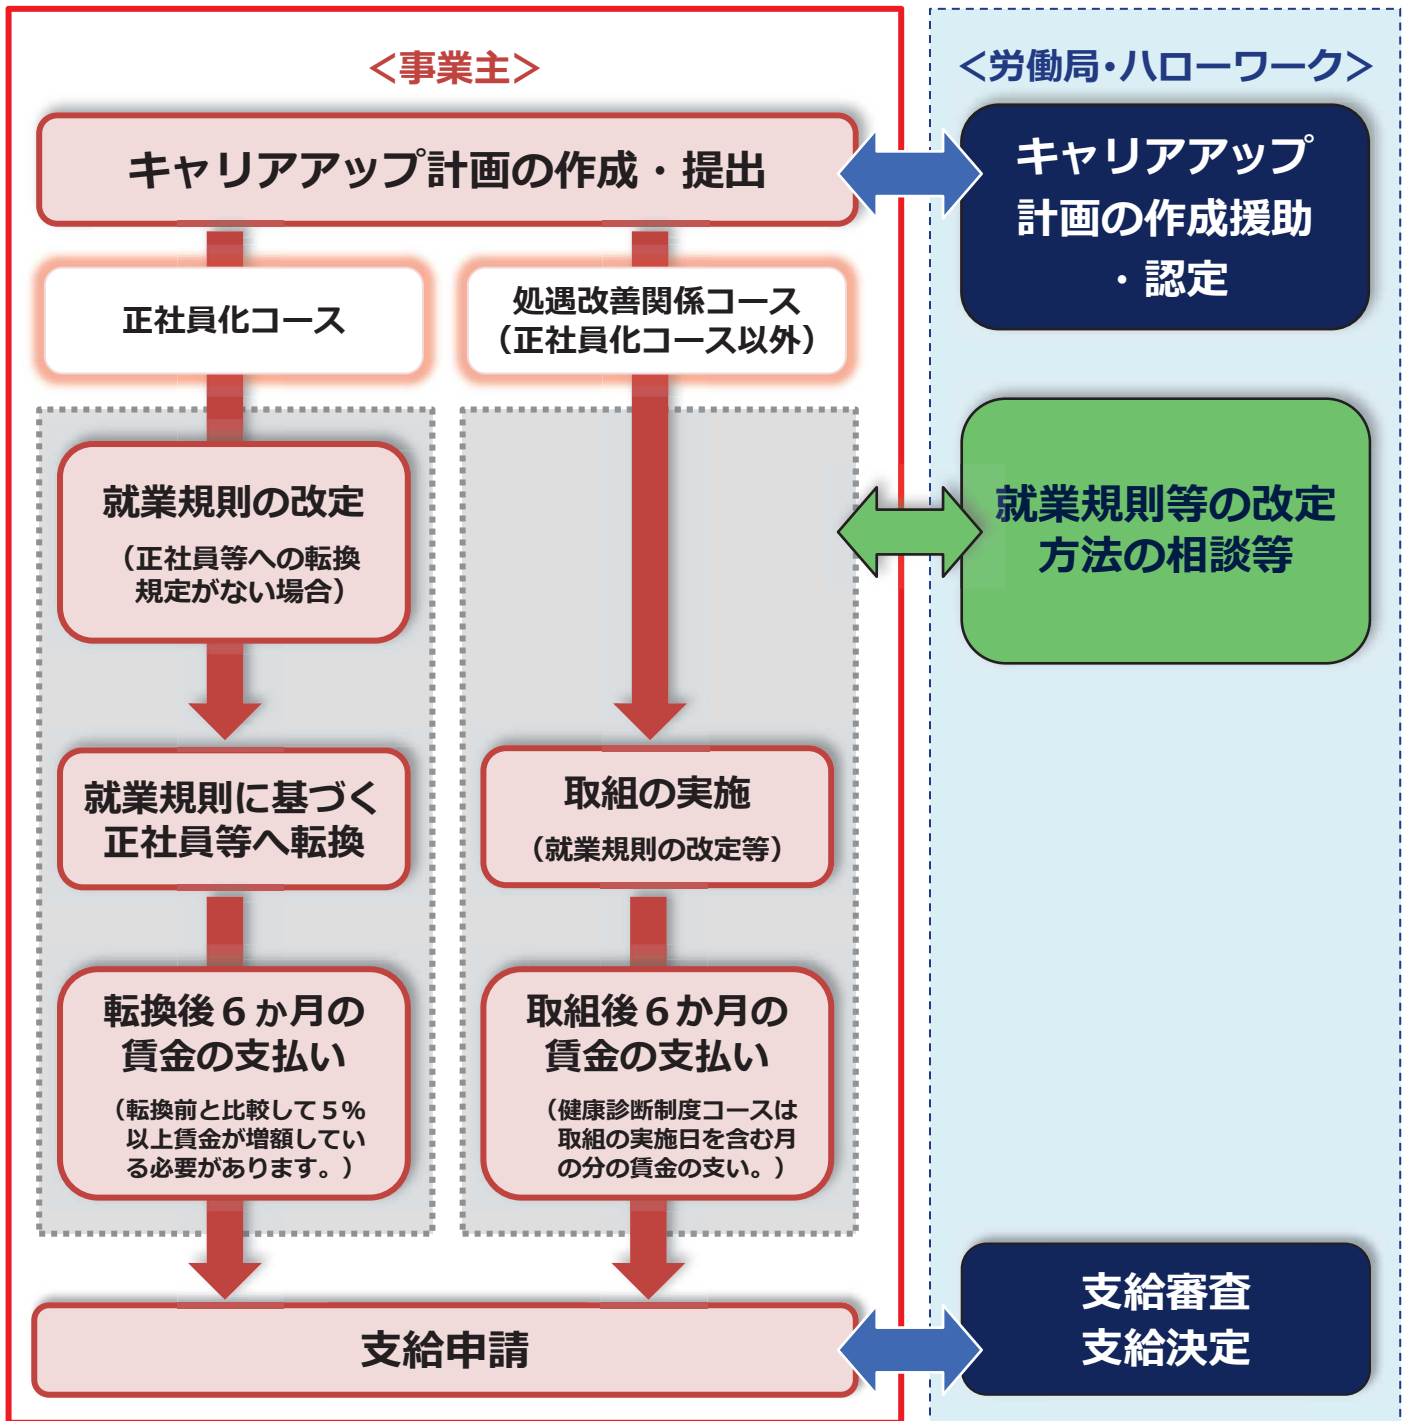 ＜事業主＞
キャリアアップ計画の作成・提出
正社員化コース
処遇改善関係コース
（正社員化コース以外）
就業規則の改定
（正社員等への転換
規定がない場合）
就業規則に基づく
正社員等へ転換
取組の実施
（就業規則の改定等）
転換後６か月の
賃金の支払い
（転換前と比較して５％
以上賃金が増額してい
る必要があります。）
取組後６か月の
賃金の支払い
（健康診断制度コースは
取組の実施日を含む月
の分の賃金の支い。）
支給申請
＜労働局・ハローワーク＞
キャリアアップ
計画の作成援助
・認定
就業規則等の改定
方法の相談等
支給審査
支給決定